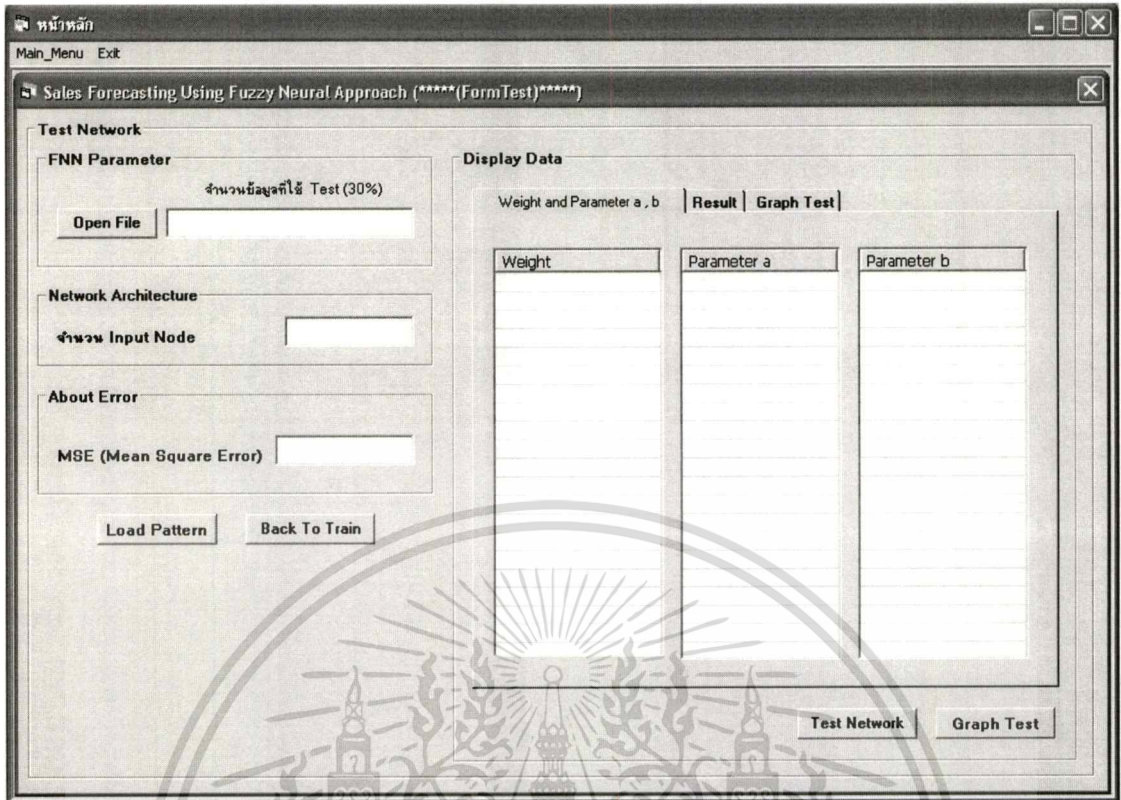 หน้าหลัก
Main_Menu Exit
Sales Forecasting Using Fuzzy Neural Approach (*****(FormTest)*****)
Test Network
FNN Parameter
จำนวนข้อมูลที่ใช้ Test (30%)
Open File
Network Architecture
จำนวน Input Node
About Error
MSE (Mean Square Error)
Load Pattern Back To Train
Display Data
Weight and Parameter a , b Result Graph Test
Weight Parameter a Parameter b
Test Network Graph Test